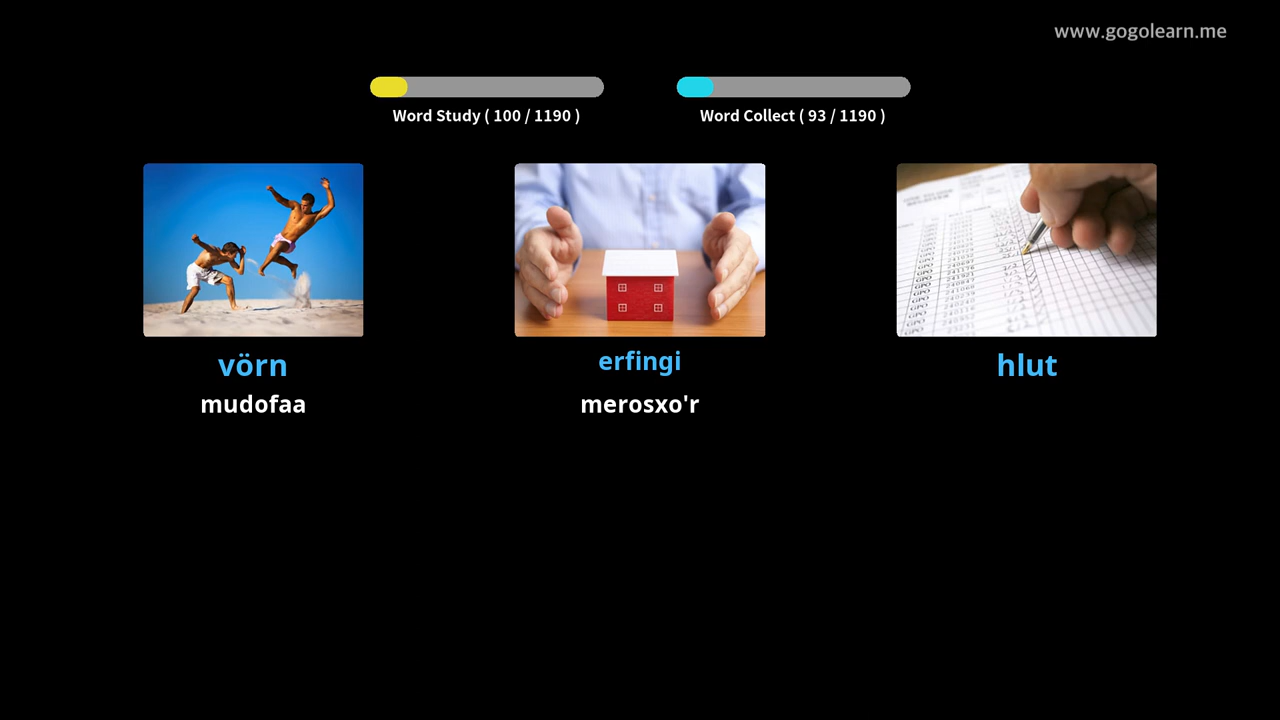 www.gogolearn.me
Word Study ( 100 / 1190 )
Word Collect ( 93 / 1190 )
vörn
erfingi
hlut
mudofaa
merosxo'r